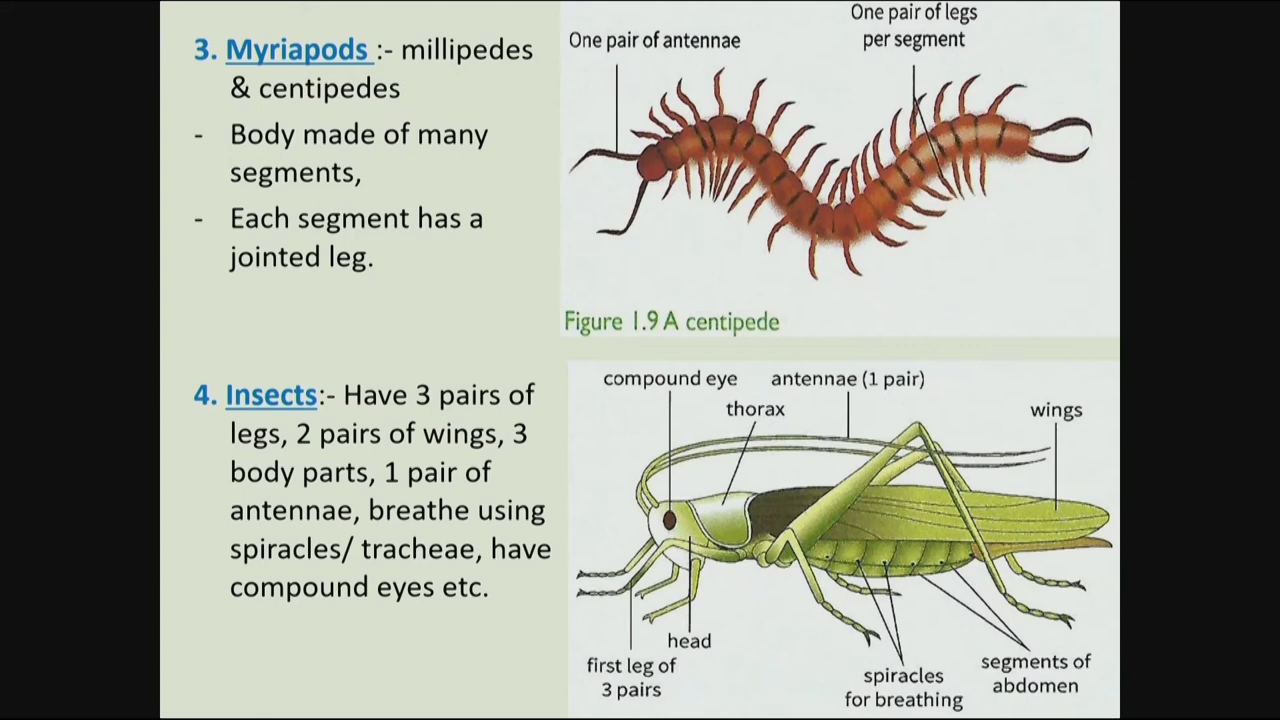 3. Myriapods :- millipedes
& centipedes
- Body made of many
segments,
- Each segment has a
jointed leg.
One pair of antennae
One pair of legs
per segment
Figure 1.9 A centipede
4. Insects:- Have 3 pairs of
legs, 2 pairs of wings, 3
body parts, 1 pair of
antennae, breathe using
spiracles/ tracheae, have
compound eyes etc.
compound eye
antennae (1 pair)
thorax
wings
head
first leg of
3 pairs
spiracles
for breathing
segments of
abdomen